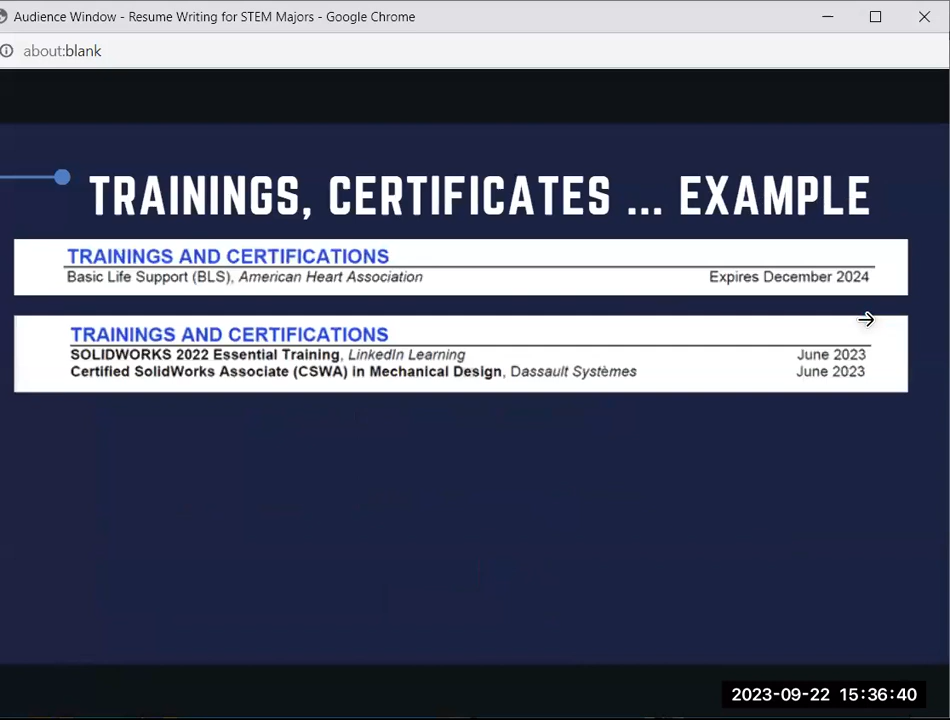 Audience Window - Resume Writing for STEM Majors - Google Chrome
about:blank
TRAININGS, CERTIFICATES ... EXAMPLE
TRAININGS AND CERTIFICATIONS
Basic Life Support (BLS), American Heart Association Expires December 2024
TRAININGS AND CERTIFICATIONS
SOLIDWORKS 2022 Essential Training, LinkedIn Learning June 2023
Certified SolidWorks Associate (CSWA) in Mechanical Design, Dassault Systèmes June 2023
2023-09-22 15:36:40